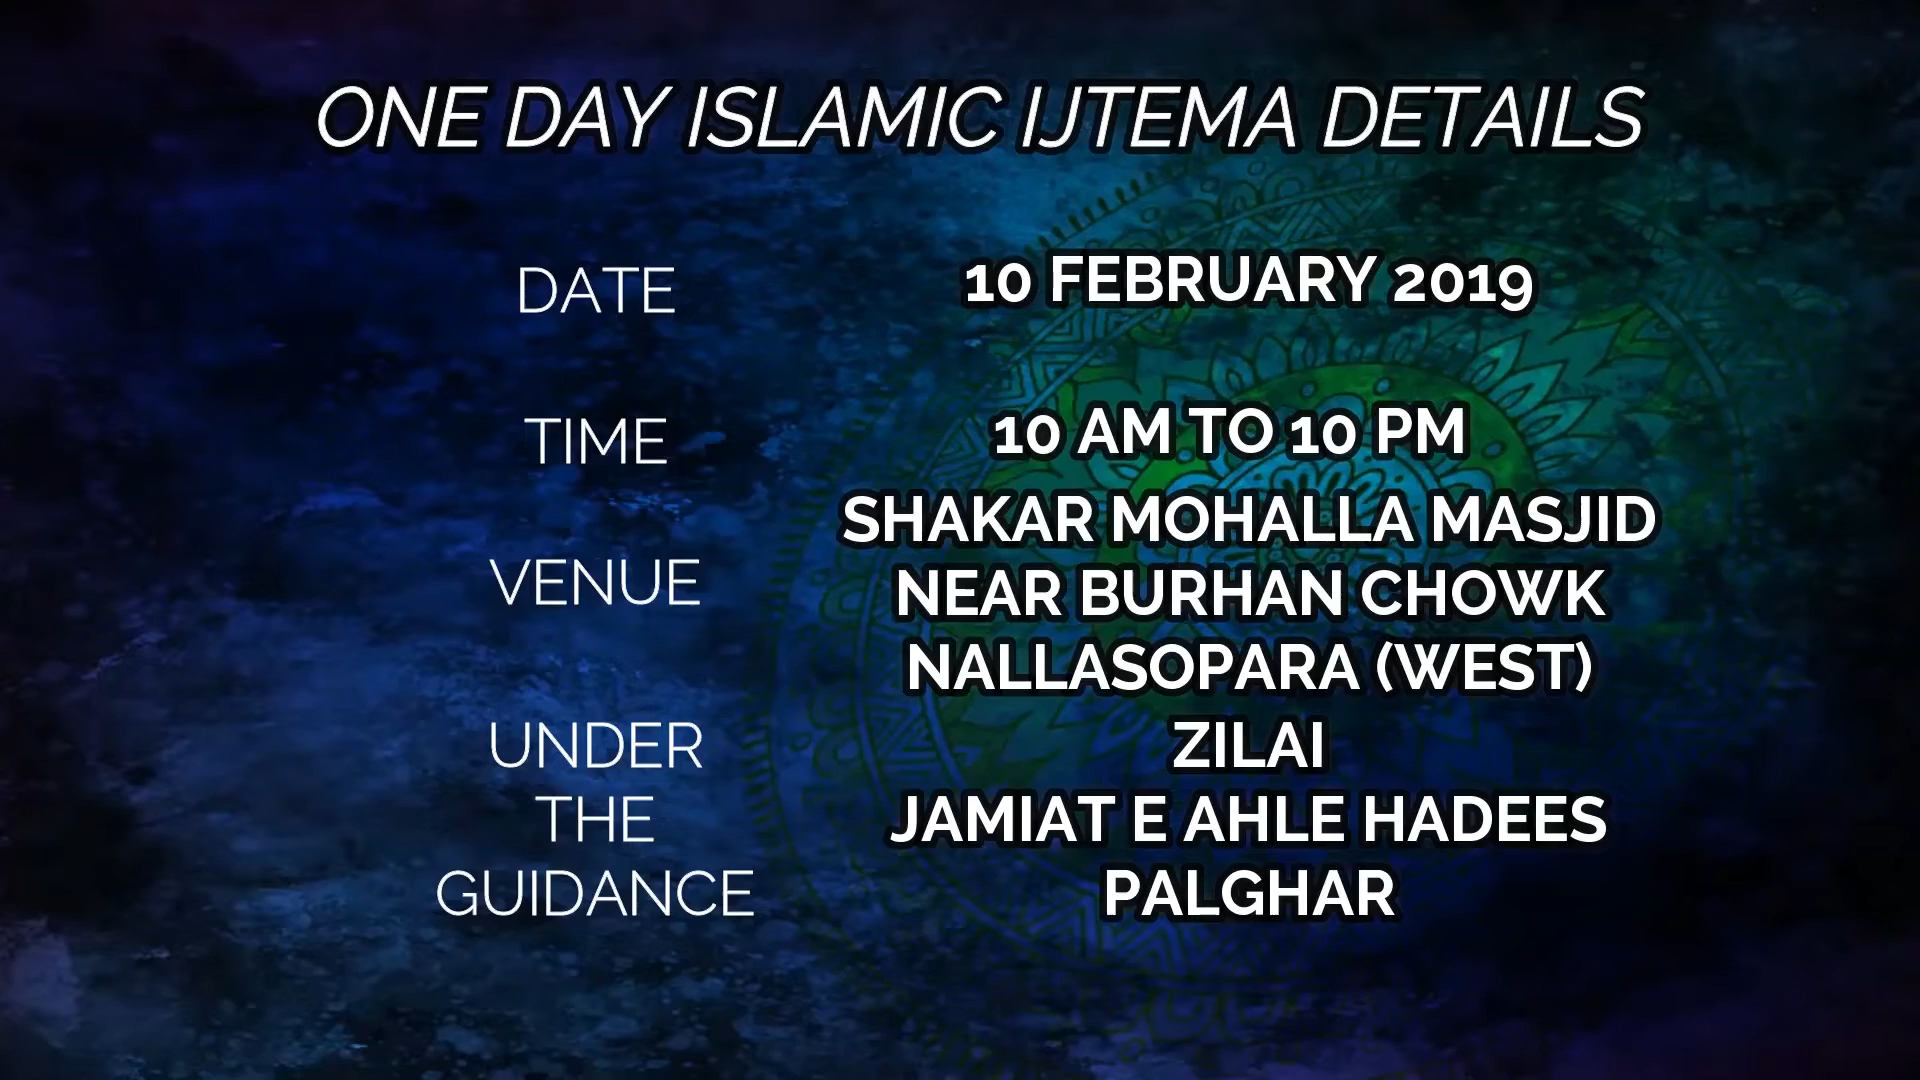 ONE DAY ISLAMIC IJTEMA DETAILS
DATE
10 FEBRUARY 2019
TIME
10 AM TO 10 PM
VENUE
SHAKAR MOHALLA MASJID
NEAR BURHAN CHOWK
NALLASOPARA (WEST)
UNDER
THE
GUIDANCE
ZILAI
JAMIAT E AHLE HADEES
PALGHAR